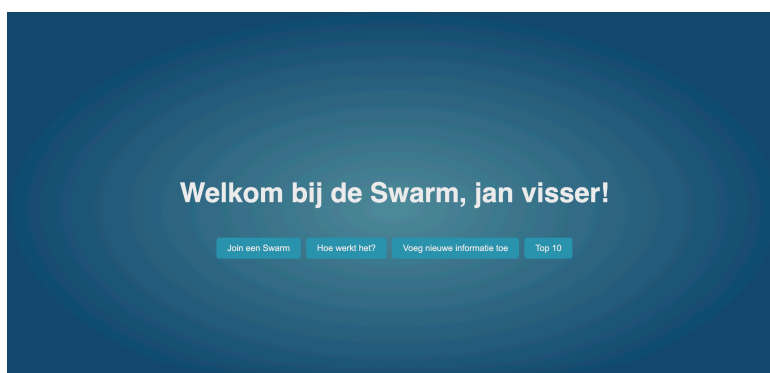 Welkom bij de Swarm, jan visser!
Join een Swarm Hoe werkt het? Voeg nieuwe informatie toe Top 10